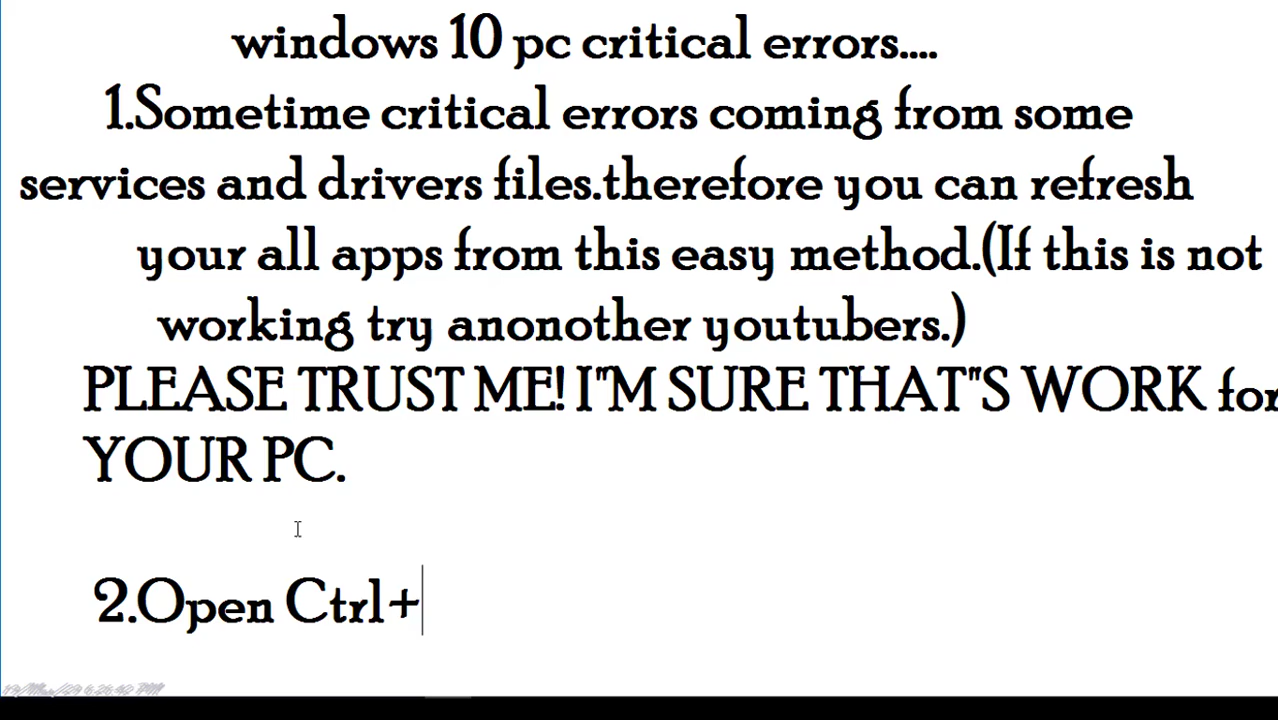 windows 10 pc critical errors....
1.Sometime critical errors coming from some
services and drivers files.therefore you can refresh
your all apps from this easy method.(If this is not
working try anonother youtubers.)
PLEASE TRUST ME! I"M SURE THAT"S WORK for
YOUR PC.
2.Open Ctrl+